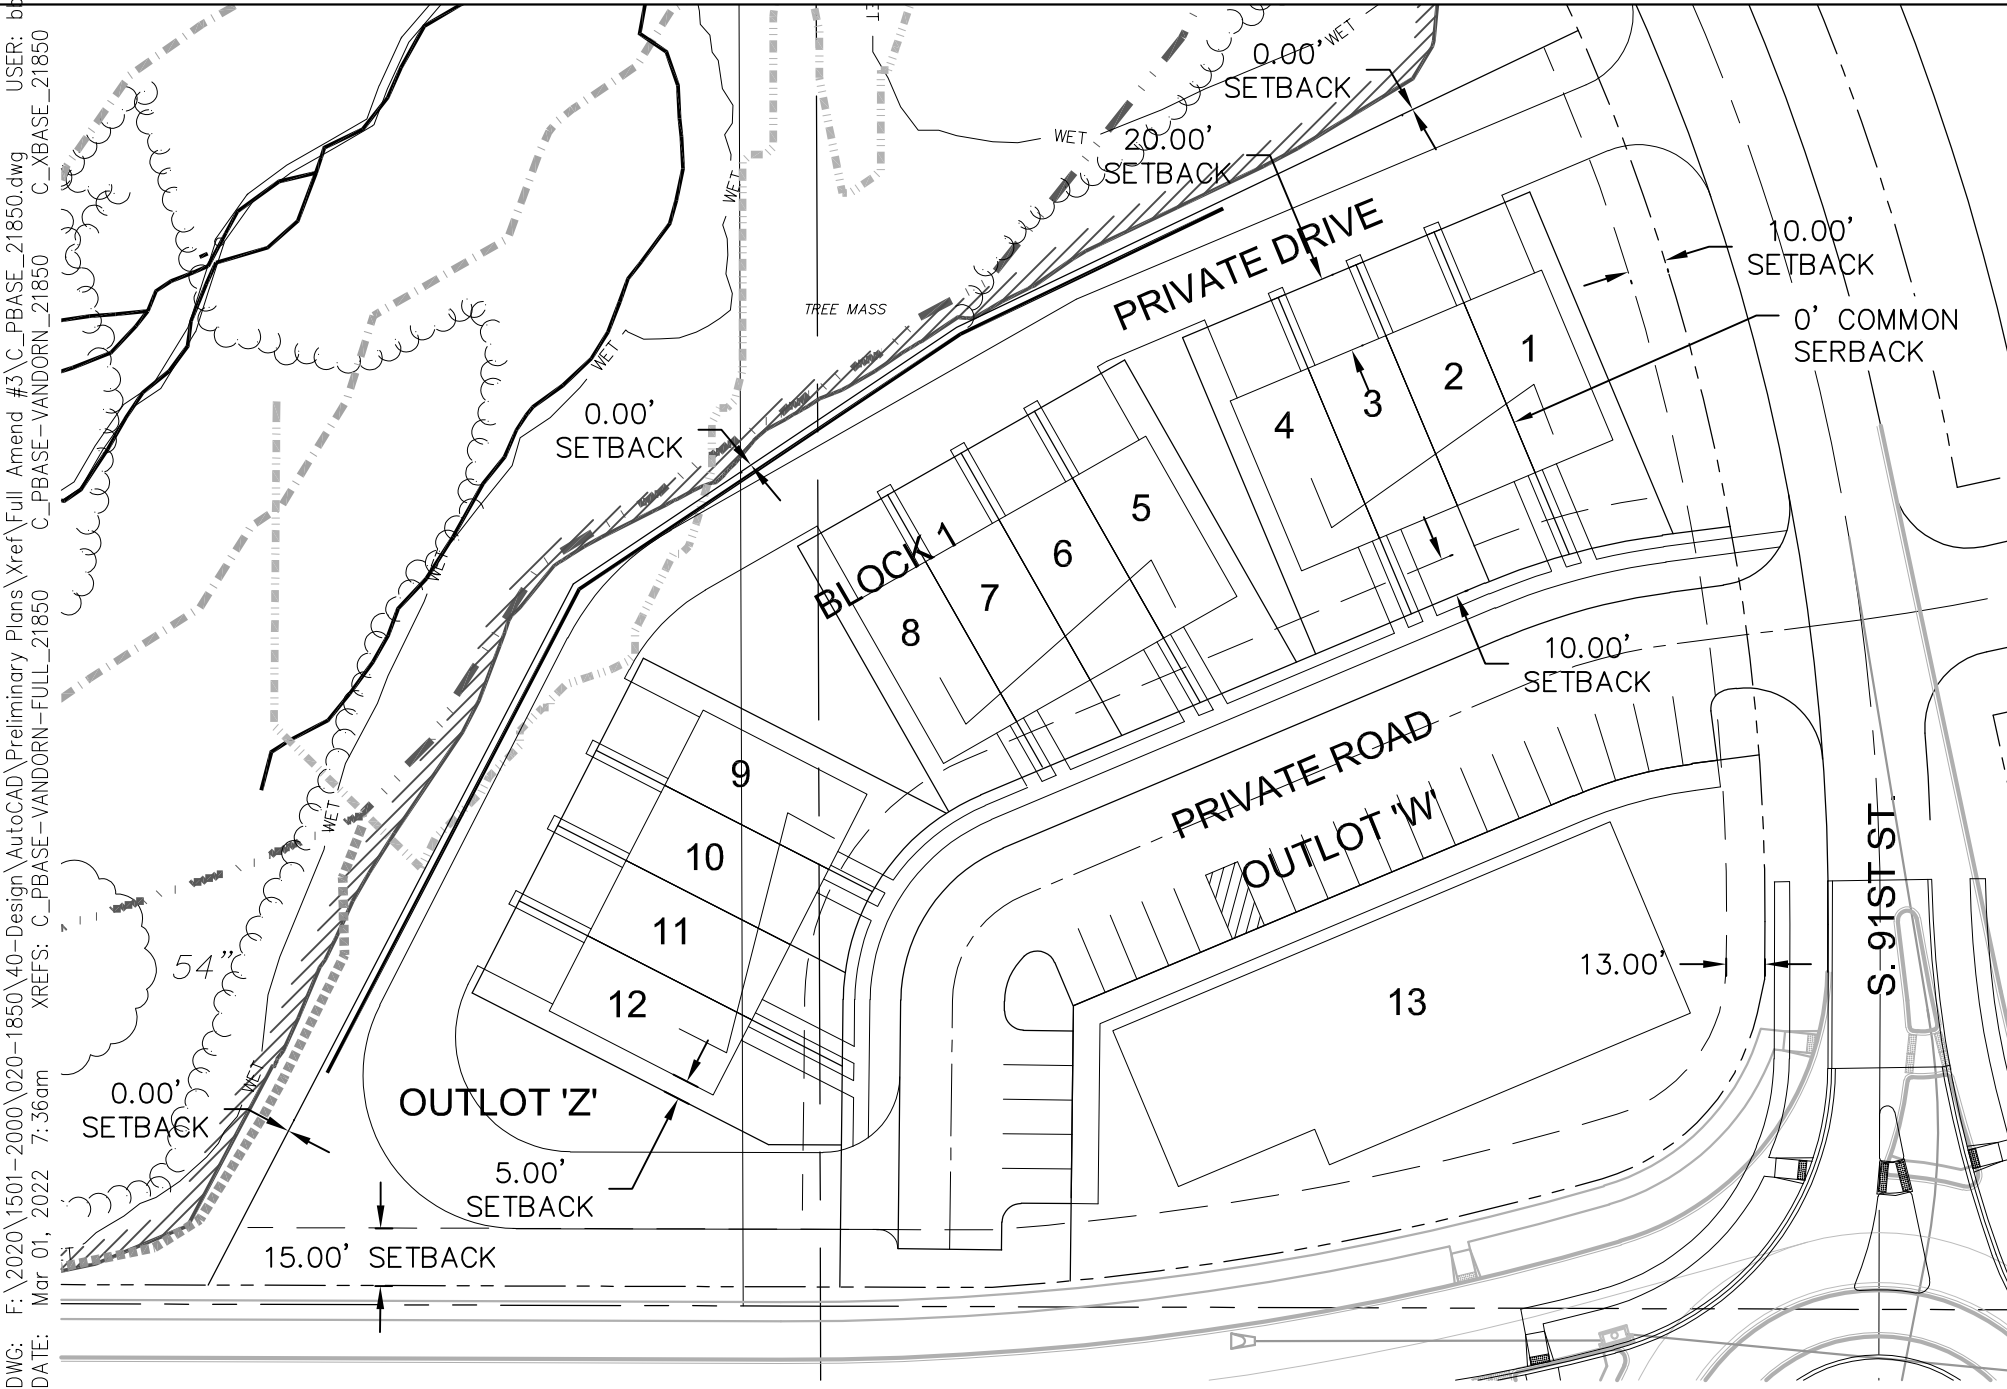 DWG: F:\2020\1501-2000\020-1850\40-Design\AutoCAD\Preliminary Plans\Xref\Full Amend #3\C_PBASE_21850.dwg USER:
DATE: Mar 01, 2022 7:36am XREFS: C_PBASE-VANDORN-FULL_21850 C_PBASE-VANDORN_21850 C_XBASE_21850
WET
0.00'
SETBACK
WET
WET
20.00'
SETBACK
WET
PRIVATE DRIVE
10.00'
SETBACK
TREE MASS
0' COMMON
SERBACK
WET
1
2
3
4
0.00'
SETBACK
5
6
7
8
BLOCK 1
WET
10.00'
SETBACK
PRIVATE ROAD
9
10
11
12
OUTLOT 'W'
WET
S. 91ST ST.
54"
13.00'
13
WET
0.00'
SETBACK
OUTLOT 'Z'
5.00'
SETBACK
15.00' SETBACK